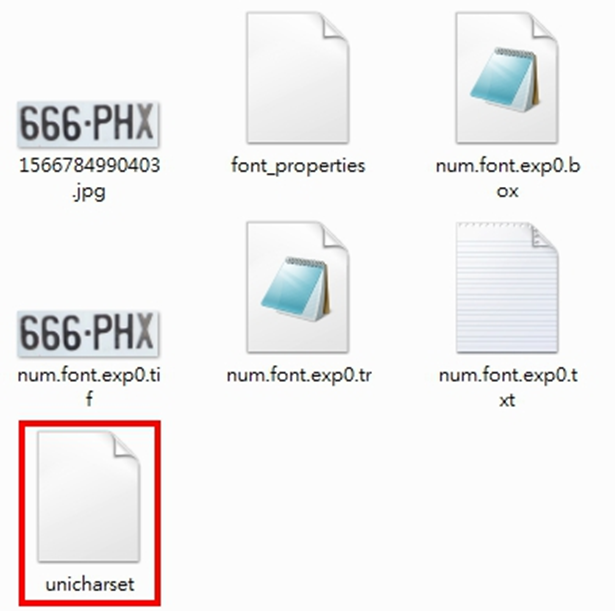 666·PHX
1566784990403
.jpg
font_properties
num.font.exp0.b
ox
666·PHX
num.font.exp0.ti
f
num.font.exp0.tr
num.font.exp0.t
xt
unicharset